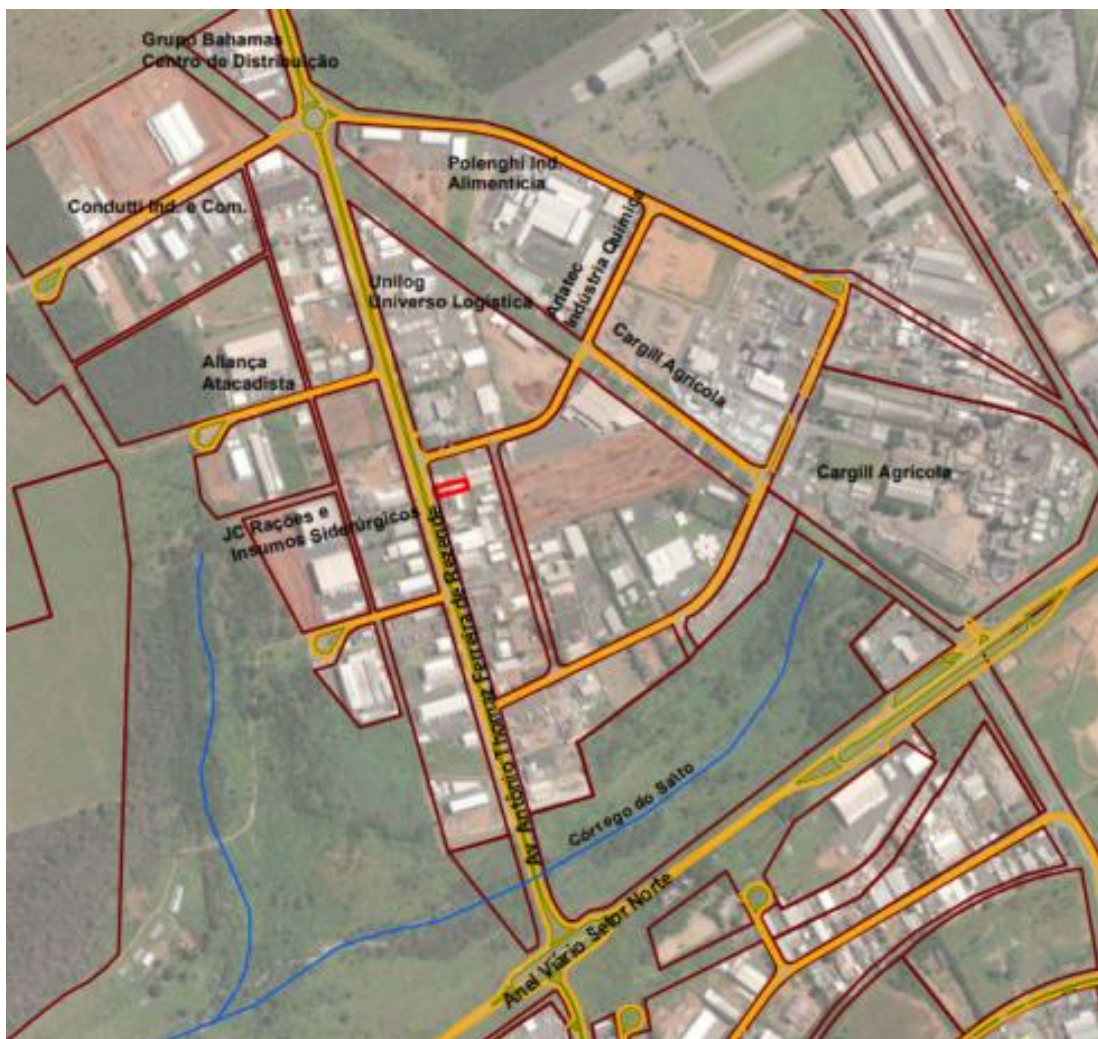 Grupo Bahamas
Centro de Distribuição
Polenghi Ind.
Alimentícia
Condutti Ind. e Com.
Ariatec
Indústria Química
Unilog
Universo Logística
Cargill Agrícola
Aliança
Atacadista
Cargill Agrícola
JC Rações e
Insumos Siderúrgicos
Av Antônio Thomaz Ferreira de Rezende
Córrego do Salto
Anel Viário Setor Norte